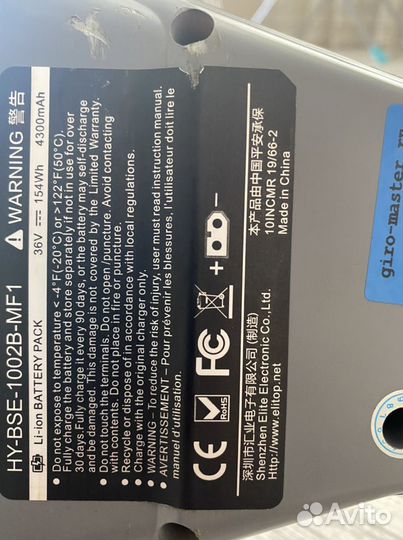 HY-BSE-1002B-MF1 ⚠ WARNING 警告
Li-ion BATTERY PACK 36V 154Wh 4300mAh
• Do not expose to temperature < -4°F(-20°C) or >122°F(60°C).
Fully charge the battery and store separately if not to use for over
30 days. Fully charge it every 90 days, or the battery may self-discharge
and be damaged. This damage is not covered by the Limited Warranty.
• Do not touch the terminals. Do not open /puncture. Avoid contacting
with water. Do not place in fire or puncture.
• Recycle or dispose of in accordance with local regulations.
• Charge with the original charger only.
• WARNING – To reduce the risk of injury, user must read instruction manual.
• AVERTISSEMENT – Pour prévenir les blessures, l'utilisateur doit lire le
manuel d'utilisation.
CE RoHS FC + –
深圳市汇业电子有限公司 (制造)
Shenzhen Elite Electronic Co.,Ltd.
Http://www.elitop.net
本产品由中国平安承保
10INCMR 19/66-2
Made in China
giro-master
Avito